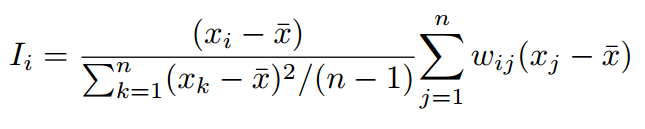 $I_i = \frac{(x_i - \bar{x})}{\sum_{k=1}^{n}(x_k - \bar{x})^2/(n-1)} \sum_{j=1}^{n} w_{ij}(x_j - \bar{x})$